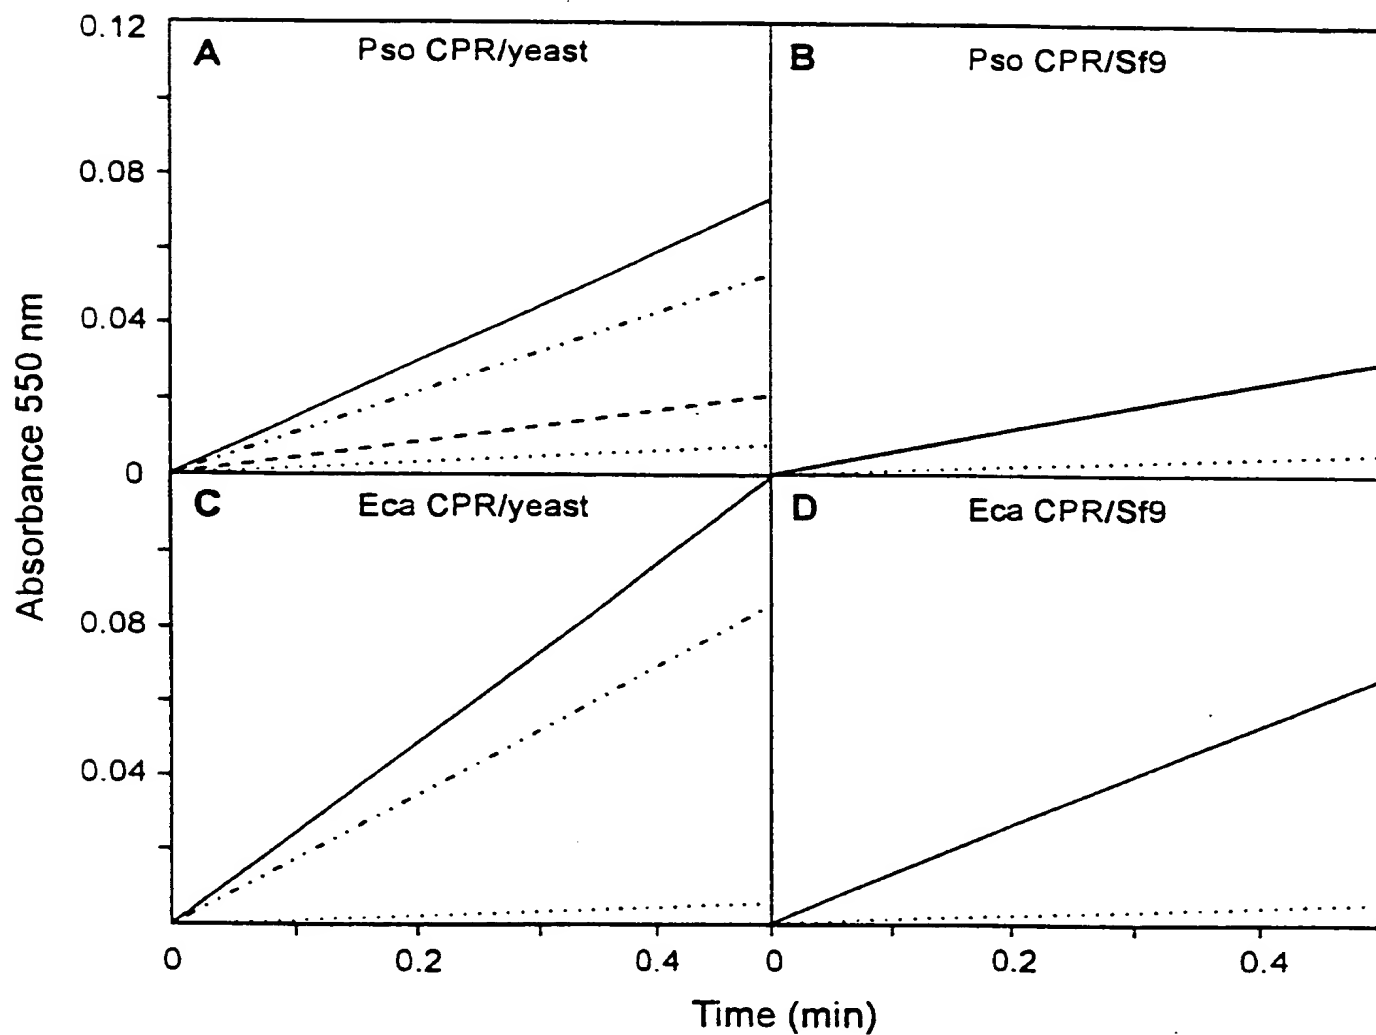 0.12
A Pso CPR/yeast
B Pso CPR/Sf9
0.08
0.04
0
Absorbance 550 nm
C Eca CPR/yeast
D Eca CPR/Sf9
0.08
0.04
0 0.2 0.4 0 0.2 0.4
Time (min)